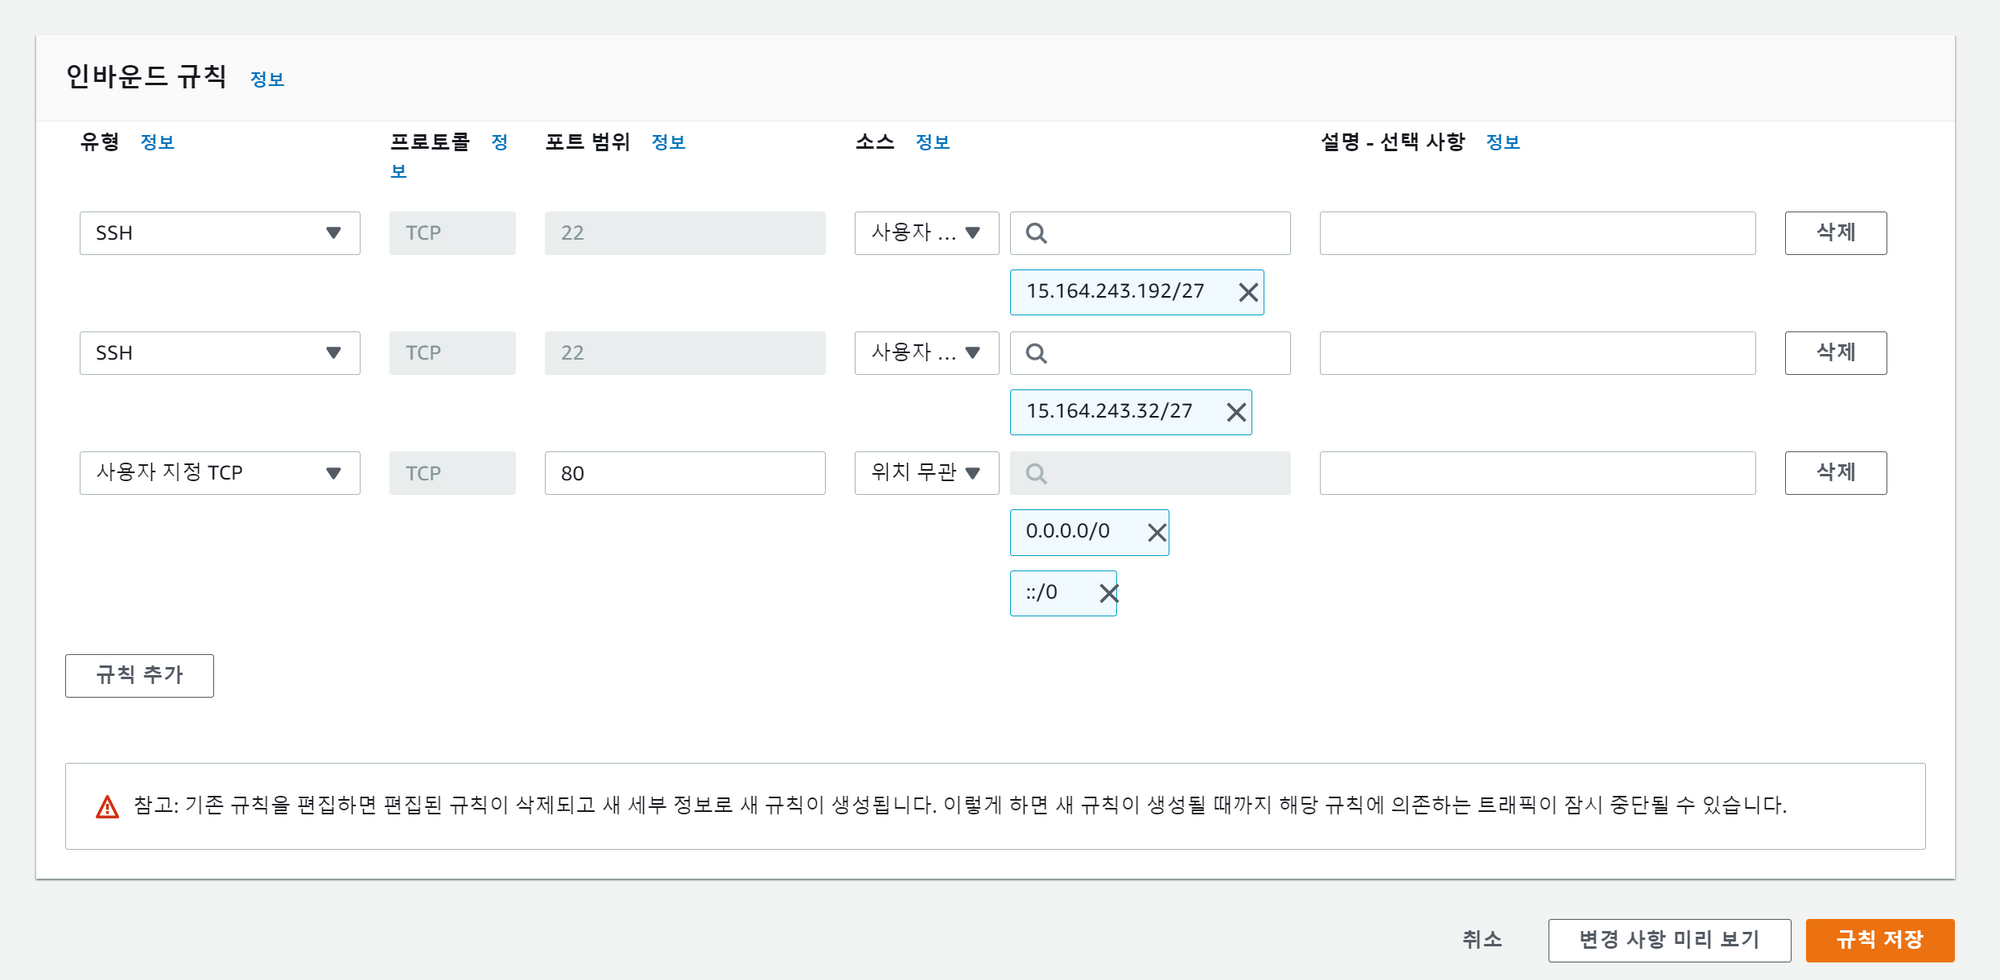 인바운드 규칙 정보
유형 정보 프로토콜 정보 포트 범위 정보 소스 정보 설명 - 선택 사항 정보
SSH TCP 22 사용자 ... 삭제
15.164.243.192/27
SSH TCP 22 사용자 ... 삭제
15.164.243.32/27
사용자 지정 TCP TCP 80 위치 무관 삭제
0.0.0.0/0
::/0
규칙 추가
참고: 기존 규칙을 편집하면 편집된 규칙이 삭제되고 새 세부 정보로 새 규칙이 생성됩니다. 이렇게 하면 새 규칙이 생성될 때까지 해당 규칙에 의존하는 트래픽이 잠시 중단될 수 있습니다.
취소 변경 사항 미리 보기 규칙 저장